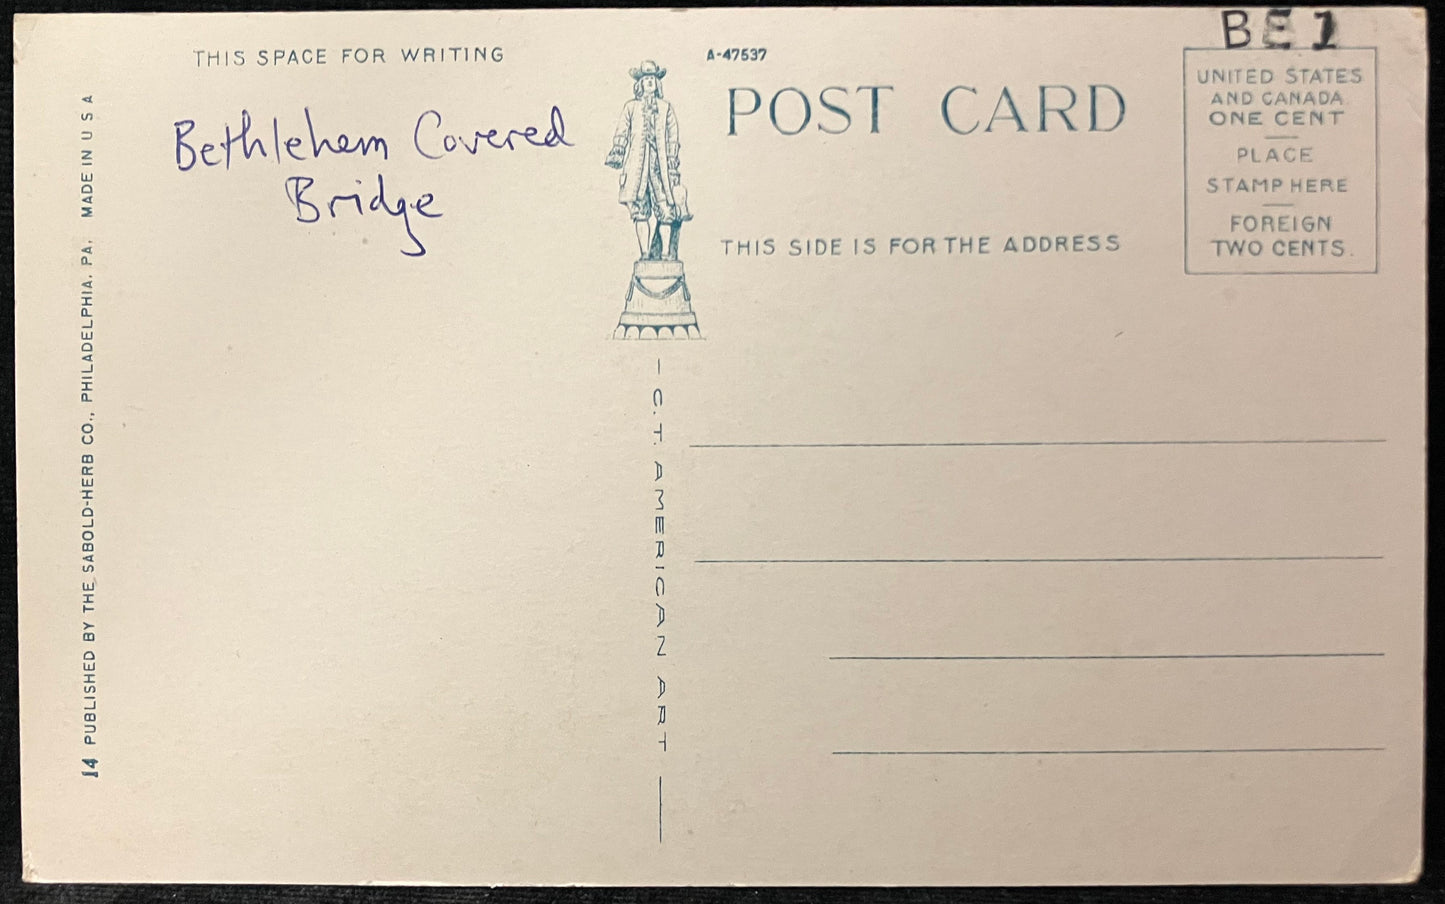 BE1
THIS SPACE FOR WRITING
Bethlehem Covered
Bridge
14 PUBLISHED BY THE SABOLD-HERB CO., PHILADELPHIA, PA. MADE IN U S A
A-47537
POST CARD
THIS SIDE IS FOR THE ADDRESS
UNITED STATES
AND CANADA
ONE CENT
PLACE
STAMP HERE
FOREIGN
TWO CENTS.
— C. T. AMERICAN ART —